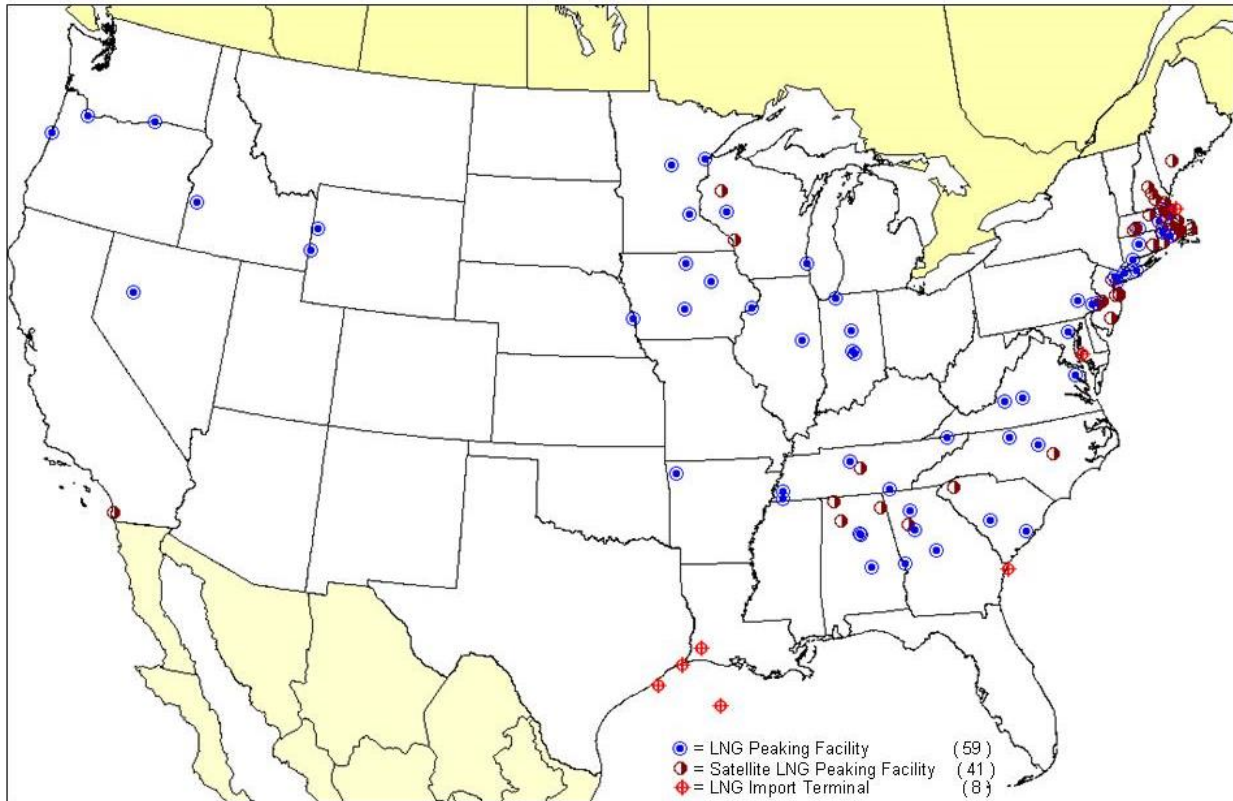 = LNG Peaking Facility (59)
= Satellite LNG Peaking Facility (41)
= LNG Import Terminal (8)